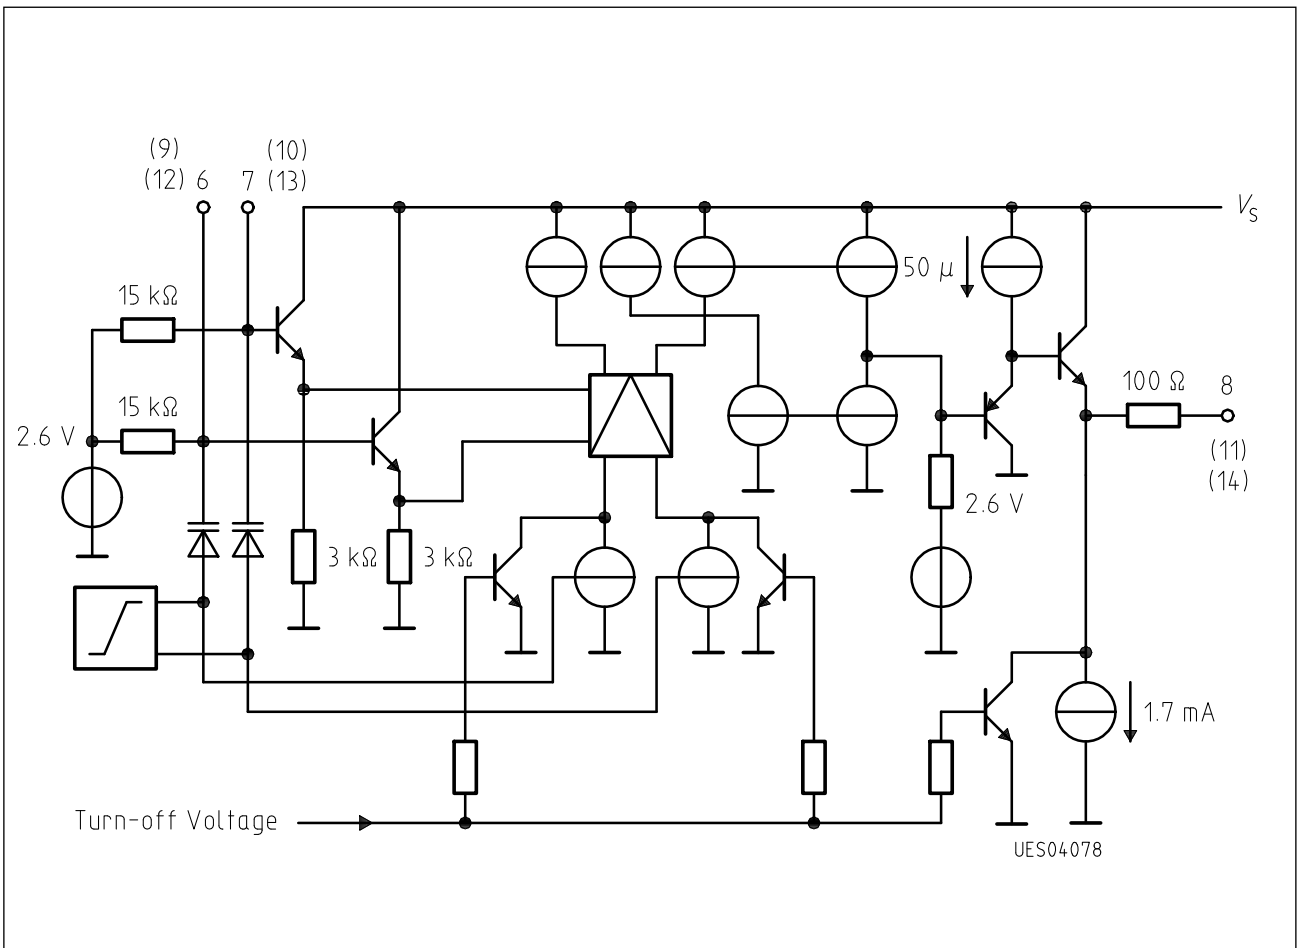 (9)
(10)
(12) 6
7 (13)
V_S
15 kΩ
50 μ
15 kΩ
100 Ω
8
2.6 V
(11)
(14)
2.6 V
3 kΩ
3 kΩ
1.7 mA
Turn-off Voltage
UES04078